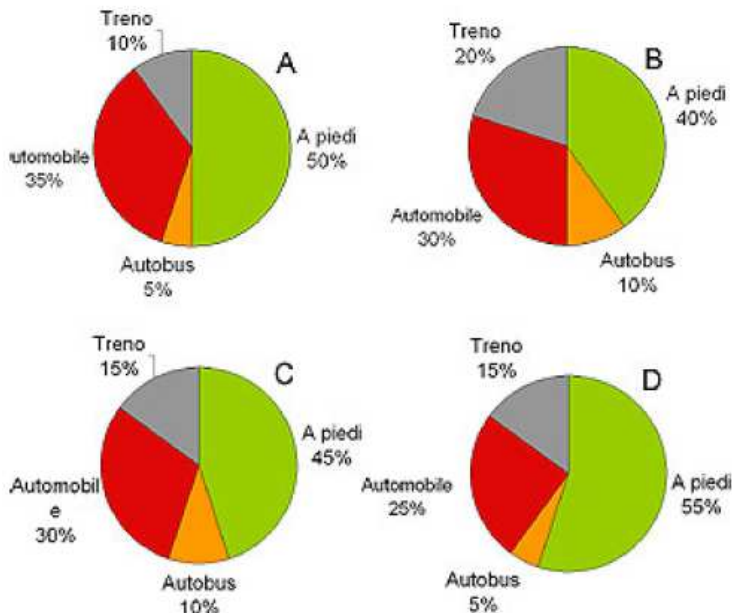 Treno
10%
A
A piedi
50%
utomobile
35%
Autobus
5%
Treno
20%
B
A piedi
40%
Automobile
30%
Autobus
10%
Treno
15%
C
A piedi
45%
Automobil
e
30%
Autobus
10%
Treno
15%
D
A piedi
55%
Automobile
25%
Autobus
5%